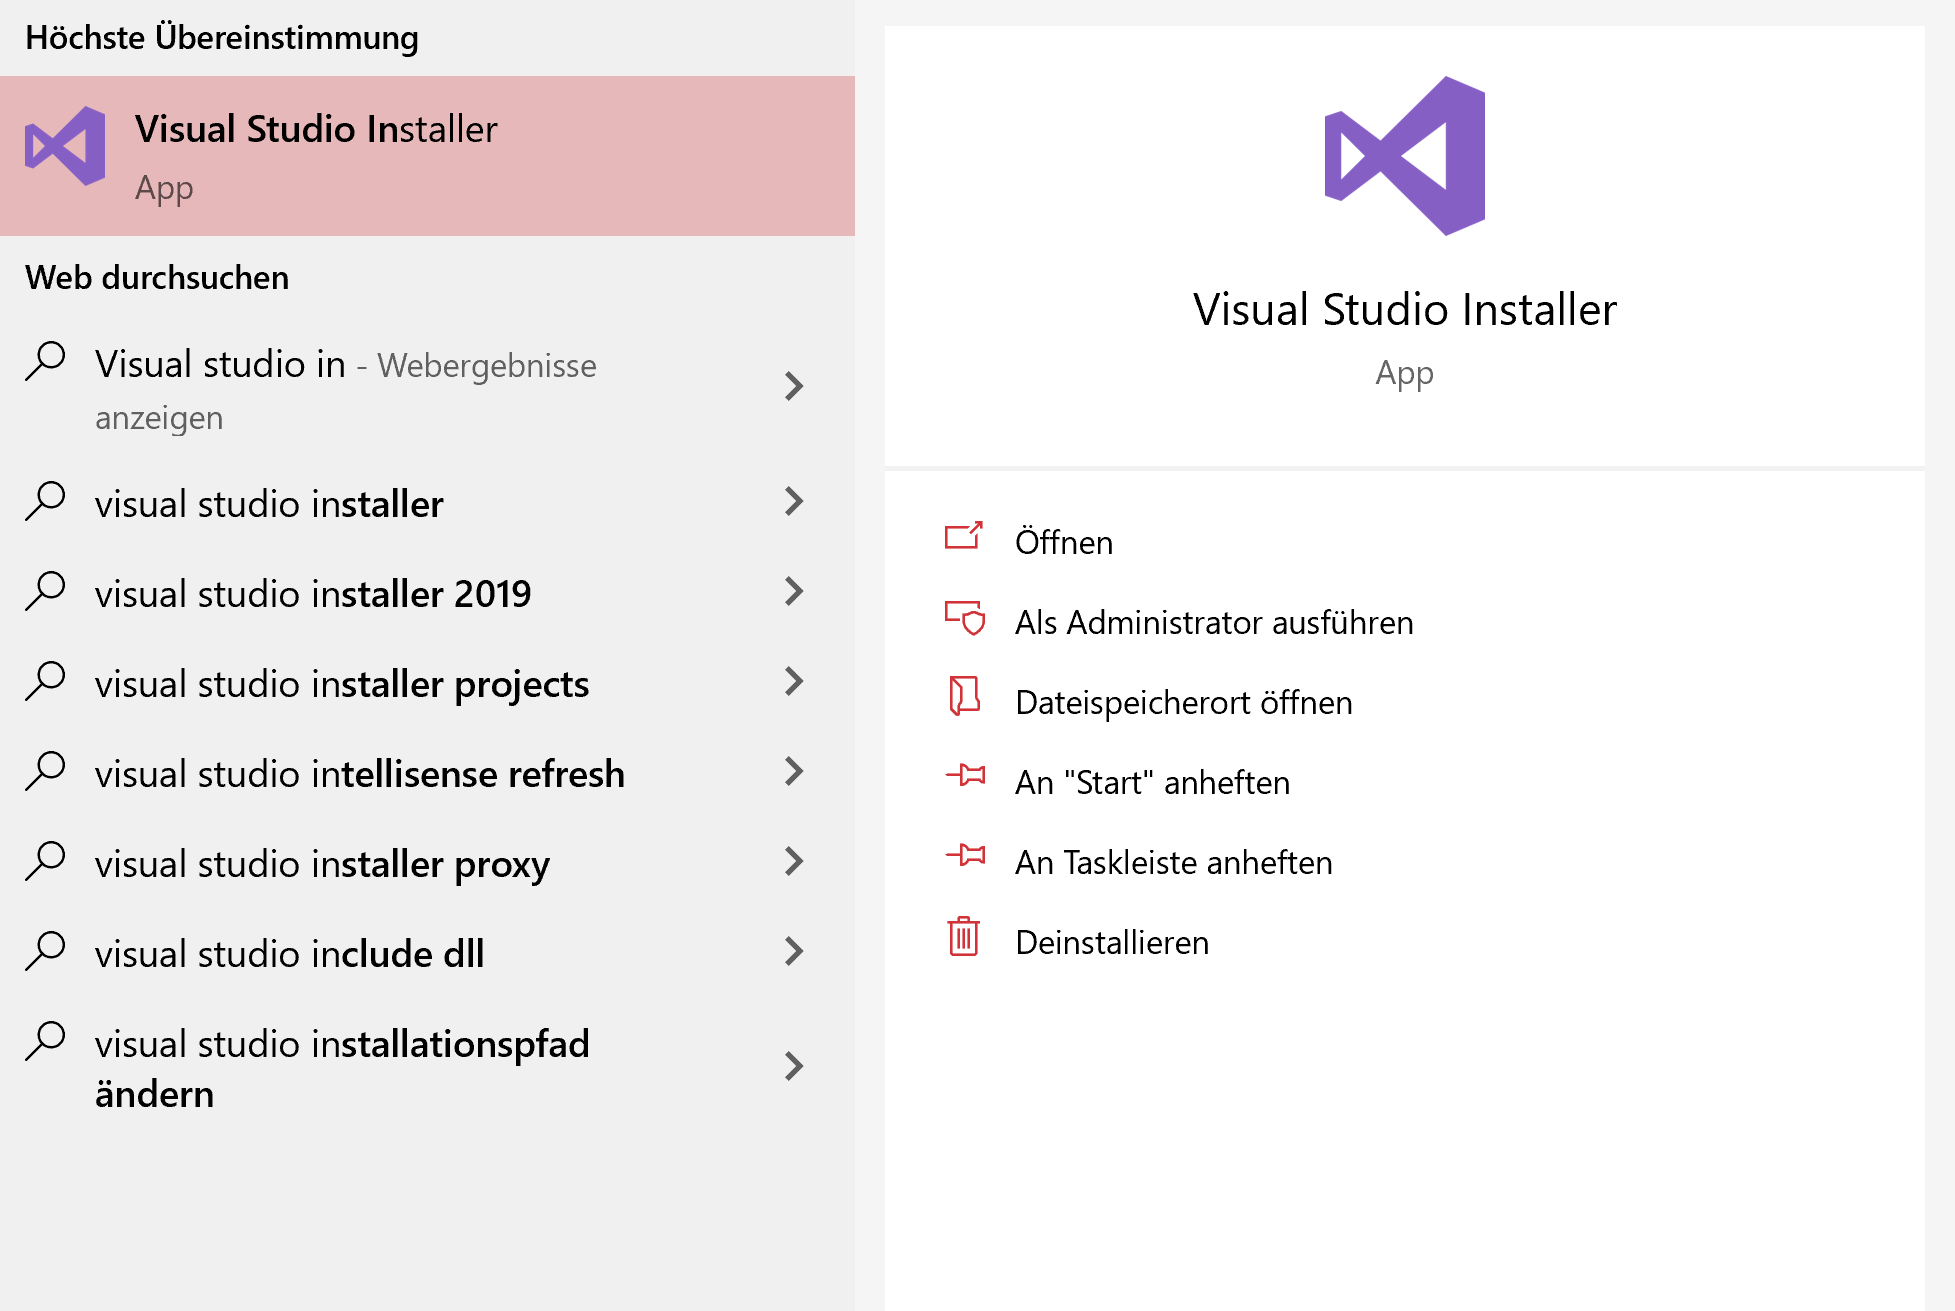 Höchste Übereinstimmung
Visual Studio Installer
App
Web durchsuchen
Visual studio in - Webergebnisse
anzeigen
visual studio installer
visual studio installer 2019
visual studio installer projects
visual studio intellisense refresh
visual studio installer proxy
visual studio include dll
visual studio installationspfad
ändern
Visual Studio Installer
App
Öffnen
Als Administrator ausführen
Dateispeicherort öffnen
An "Start" anheften
An Taskleiste anheften
Deinstallieren